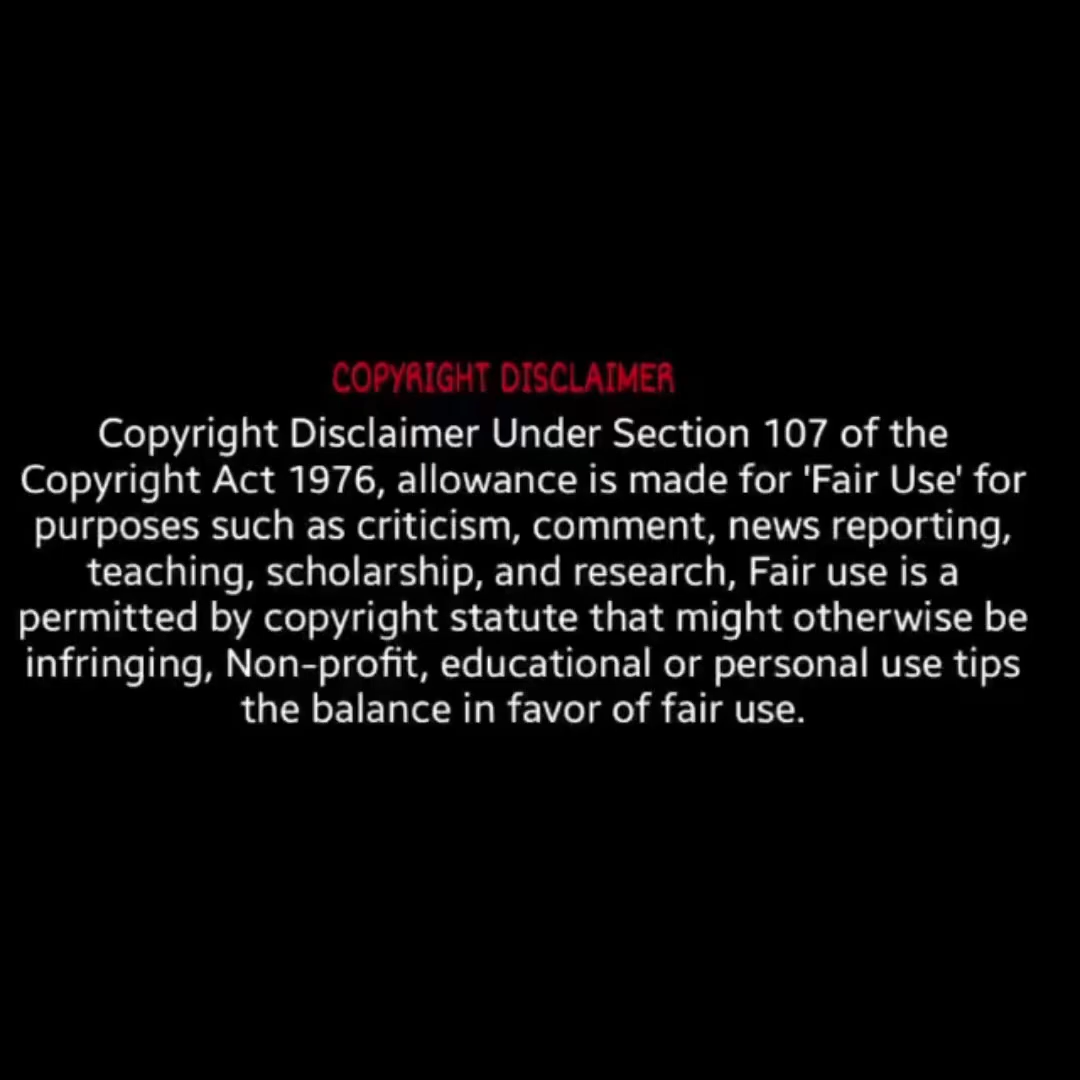 COPYRIGHT DISCLAIMER
Copyright Disclaimer Under Section 107 of the
Copyright Act 1976, allowance is made for 'Fair Use' for
purposes such as criticism, comment, news reporting,
teaching, scholarship, and research, Fair use is a
permitted by copyright statute that might otherwise be
infringing, Non-profit, educational or personal use tips
the balance in favor of fair use.